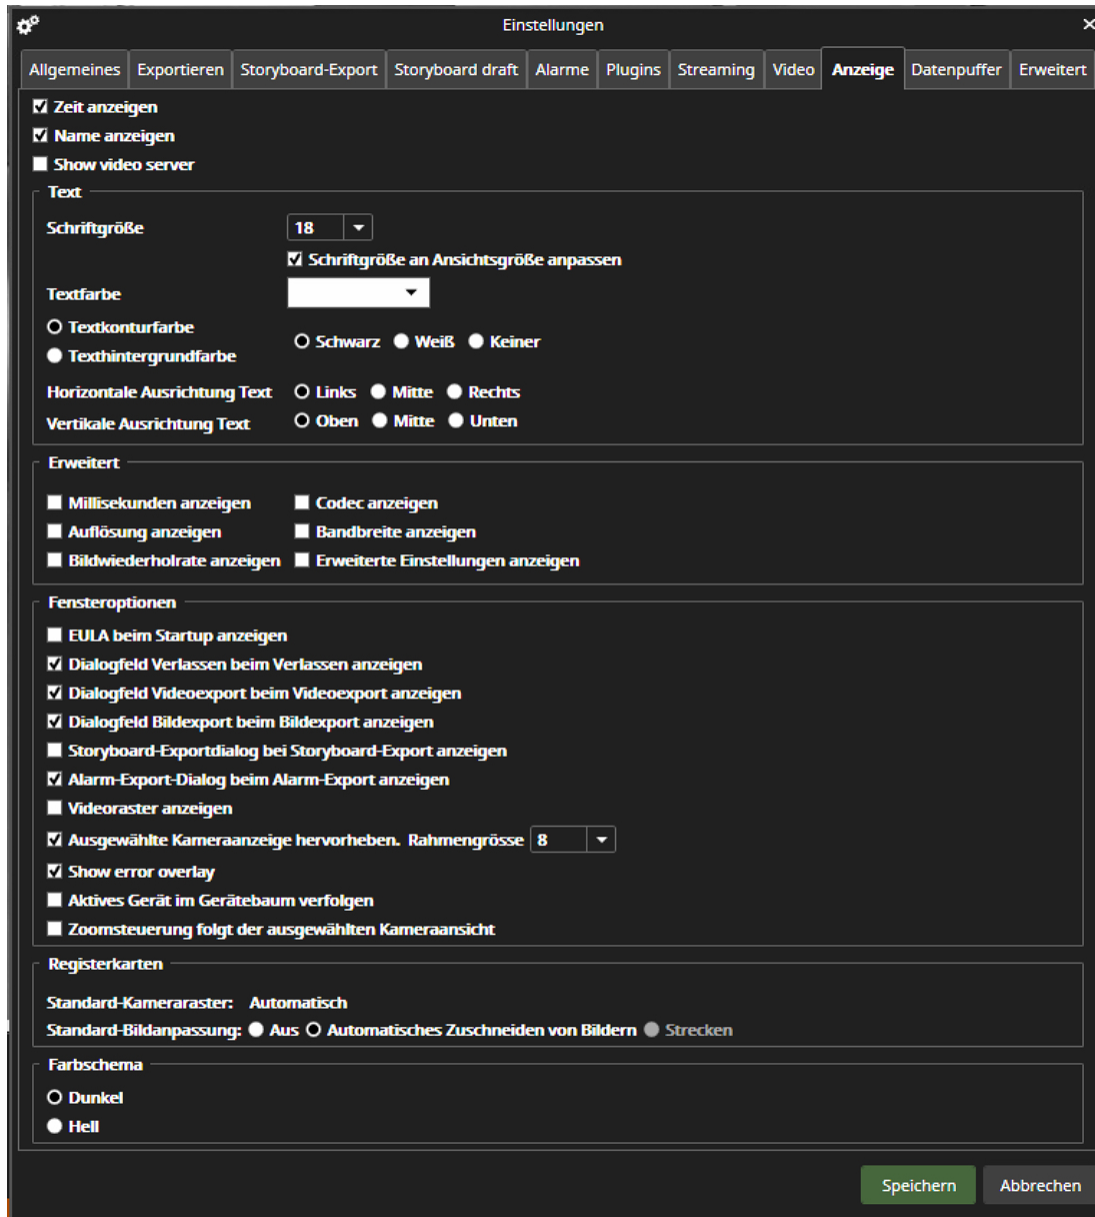 Einstellungen
Allgemeines Exportieren Storyboard-Export Storyboard draft Alarme Plugins Streaming Video Anzeige Datenpuffer Erweitert
Zeit anzeigen
Name anzeigen
Show video server
Text
Schriftgröße 18
Schriftgröße an Ansichtsgröße anpassen
Textfarbe
Textkonturfarbe
Texthintergrundfarbe
Schwarz Weiß Keiner
Horizontale Ausrichtung Text Links Mitte Rechts
Vertikale Ausrichtung Text Oben Mitte Unten
Erweitert
Millisekunden anzeigen Codec anzeigen
Auflösung anzeigen Bandbreite anzeigen
Bildwiederholrate anzeigen Erweiterte Einstellungen anzeigen
Fensteroptionen
EULA beim Startup anzeigen
Dialogfeld Verlassen beim Verlassen anzeigen
Dialogfeld Videoexport beim Videoexport anzeigen
Dialogfeld Bildexport beim Bildexport anzeigen
Storyboard-Exportdialog bei Storyboard-Export anzeigen
Alarm-Export-Dialog beim Alarm-Export anzeigen
Videoraster anzeigen
Ausgewählte Kameraanzeige hervorheben. Rahmengrösse 8
Show error overlay
Aktives Gerät im Gerätebaum verfolgen
Zoomsteuerung folgt der ausgewählten Kameraansicht
Registerkarten
Standard-Kameraraster: Automatisch
Standard-Bildanpassung: Aus Automatisches Zuschneiden von Bildern Strecken
Farbschema
Dunkel
Hell
Speichern Abbrechen